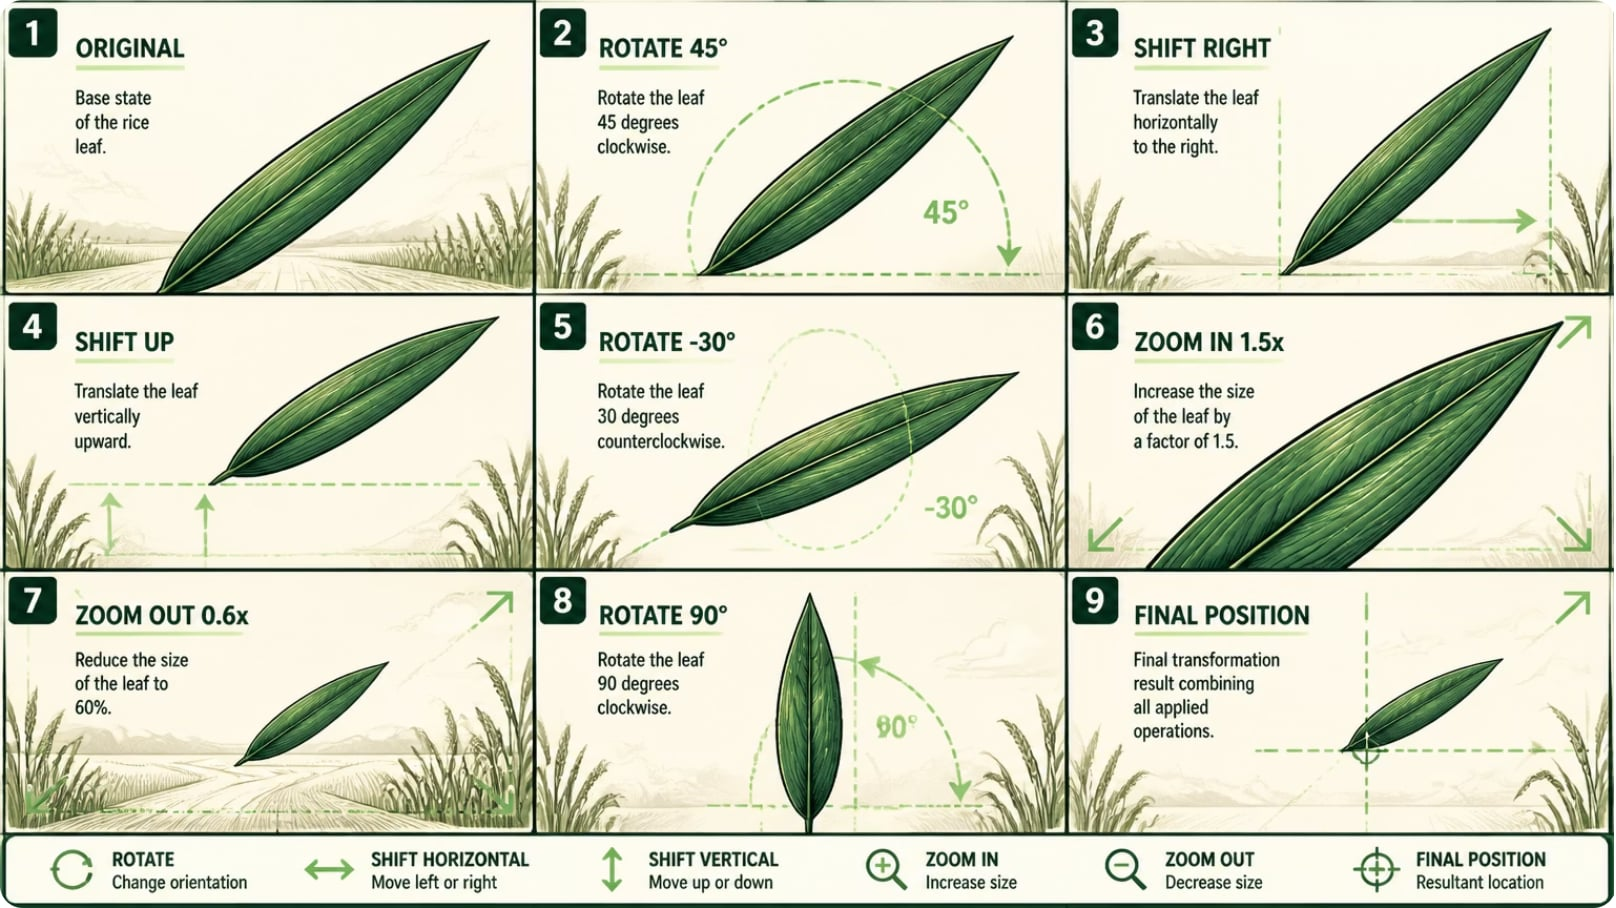 1
ORIGINAL
Base state
of the rice
leaf.
2
ROTATE 45°
Rotate the leaf
45 degrees
clockwise.
45°
3
SHIFT RIGHT
Translate the leaf
horizontally
to the right.
4
SHIFT UP
Translate the leaf
vertically
upward.
5
ROTATE -30°
Rotate the leaf
30 degrees
counterclockwise.
-30°
6
ZOOM IN 1.5x
Increase the size
of the leaf by
a factor of 1.5.
7
ZOOM OUT 0.6x
Reduce the size
of the leaf to
60%.
8
ROTATE 90°
Rotate the leaf
90 degrees
clockwise.
90°
9
FINAL POSITION
Final transformation
result combining
all applied
operations.
ROTATE
Change orientation
SHIFT HORIZONTAL
Move left or right
SHIFT VERTICAL
Move up or down
ZOOM IN
Increase size
ZOOM OUT
Decrease size
FINAL POSITION
Resultant location